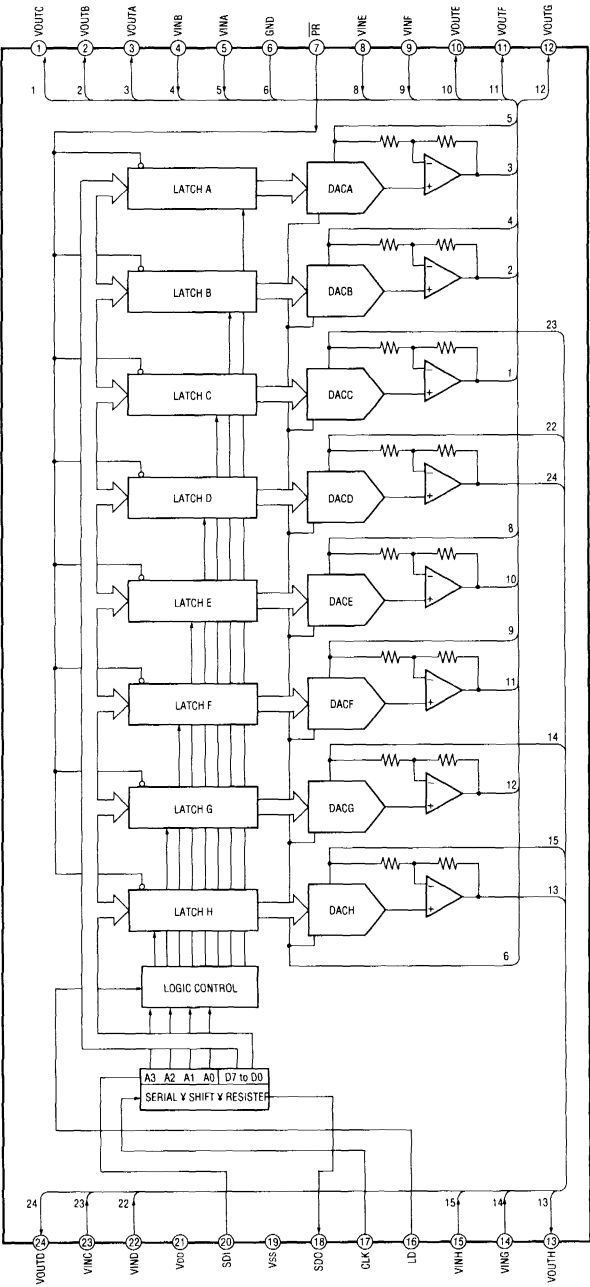 VOUTC VOUTB VOUTA VINB VINA GND PR VINE VINF VOUTE VOUTF VOUTG
1 2 3 4 5 6 7 8 9 10 11 12
1 2 3 4 5 6 8 9 10 11 12
5
LATCH A DACA − + 3
4
LATCH B DACB − + 2
23
LATCH C DACC − + 1
22
LATCH D DACD − + 24
8
LATCH E DACE − + 10
9
LATCH F DACF − + 11
14
LATCH G DACG − + 12
15
LATCH H DACH − + 13
6
LOGIC CONTROL
A3 A2 A1 A0 D7 to D0
SERIAL ¥ SHIFT ¥ RESISTER
24 23 22 15 14 13
24 23 22 21 20 19 18 17 16 15 14 13
VOUTD VINC VIND VDD SDI VSS SDO CLK LD VINH VING VOUTH